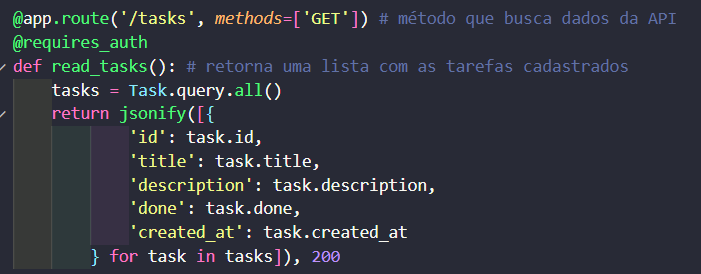 @app.route('/tasks', methods=['GET']) # método que busca dados da API
@requires_auth
def read_tasks(): # retorna uma lista com as tarefas cadastrados
tasks = Task.query.all()
return jsonify([{
'id': task.id,
'title': task.title,
'description': task.description,
'done': task.done,
'created_at': task.created_at
} for task in tasks]), 200